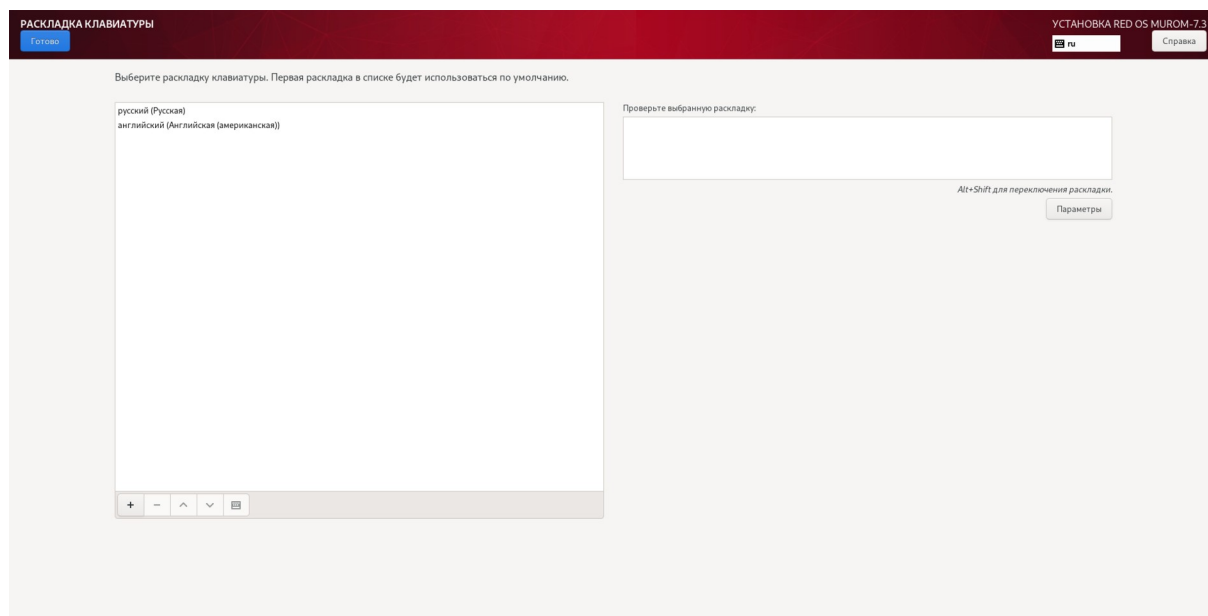 РАСКЛАДКА КЛАВИАТУРЫ
УСТАНОВКА RED OS MUROM-7.3
Готово
ru
Справка
Выберите раскладку клавиатуры. Первая раскладка в списке будет использоваться по умолчанию.
русский (Русская)
английский (Английская (американская))
Проверьте выбранную раскладку:
Alt+Shift для переключения раскладки.
Параметры